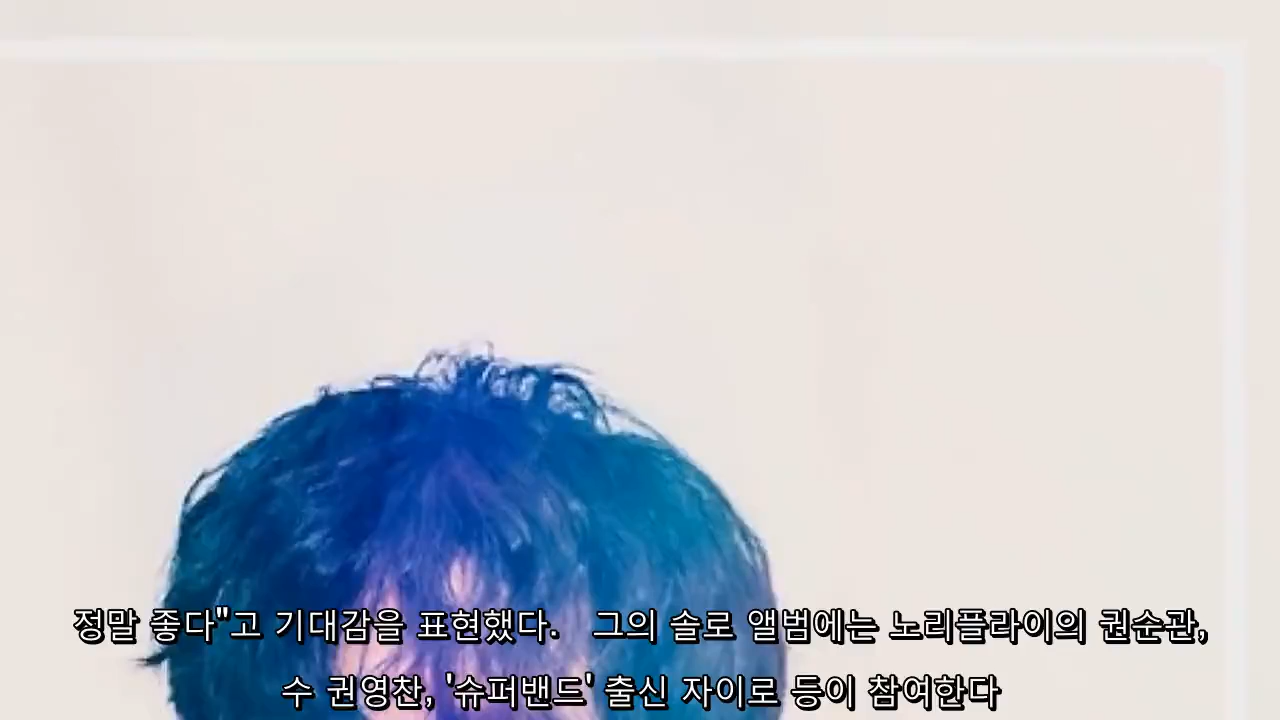 정말 좋다"고 기대감을 표현했다.   그의 솔로 앨범에는 노리플라이의 권순관,
수 권영찬, '슈퍼밴드' 출신 자이로 등이 참여한다